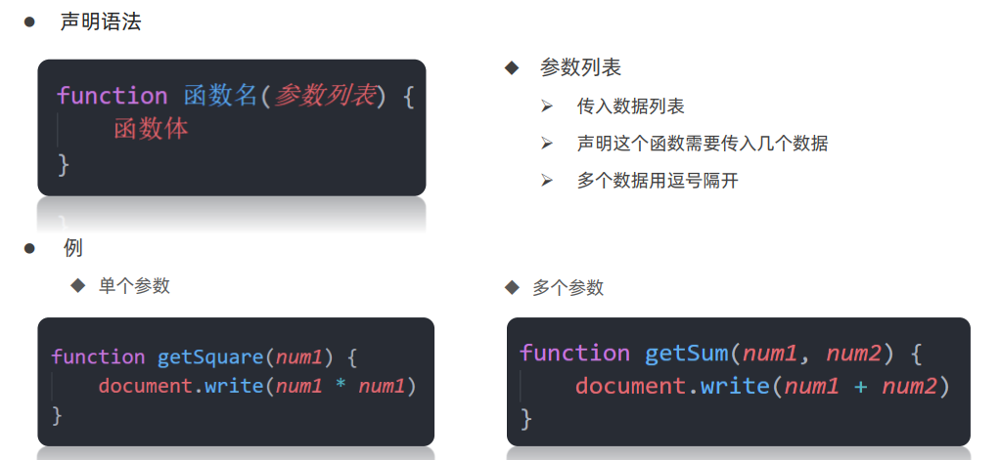 声明语法
function 函数名(参数列表) {
函数体
}
参数列表
传入数据列表
声明这个函数需要传入几个数据
多个数据用逗号隔开
例
单个参数
function getSquare(num1) {
document.write(num1 * num1)
}
多个参数
function getSum(num1, num2) {
document.write(num1 + num2)
}